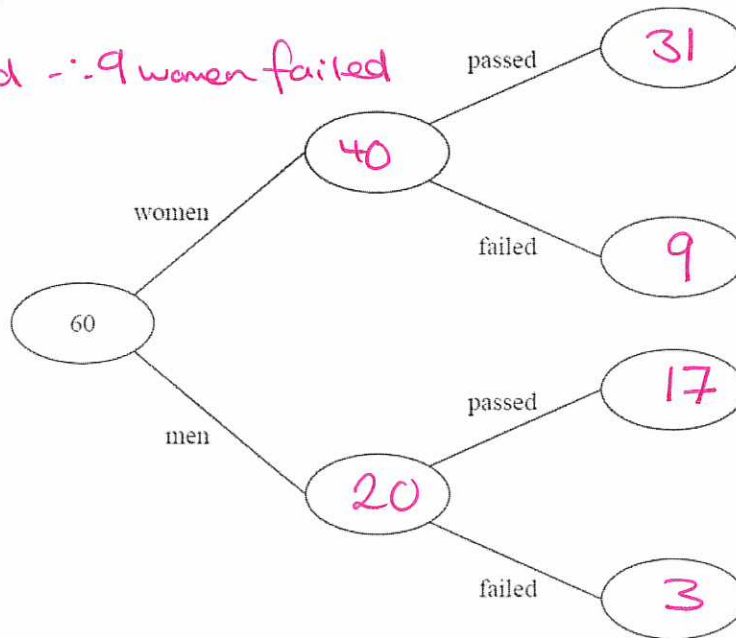 d ∴ 9 women failed
passed
31
40
women
failed
9
60
passed
17
men
20
failed
3